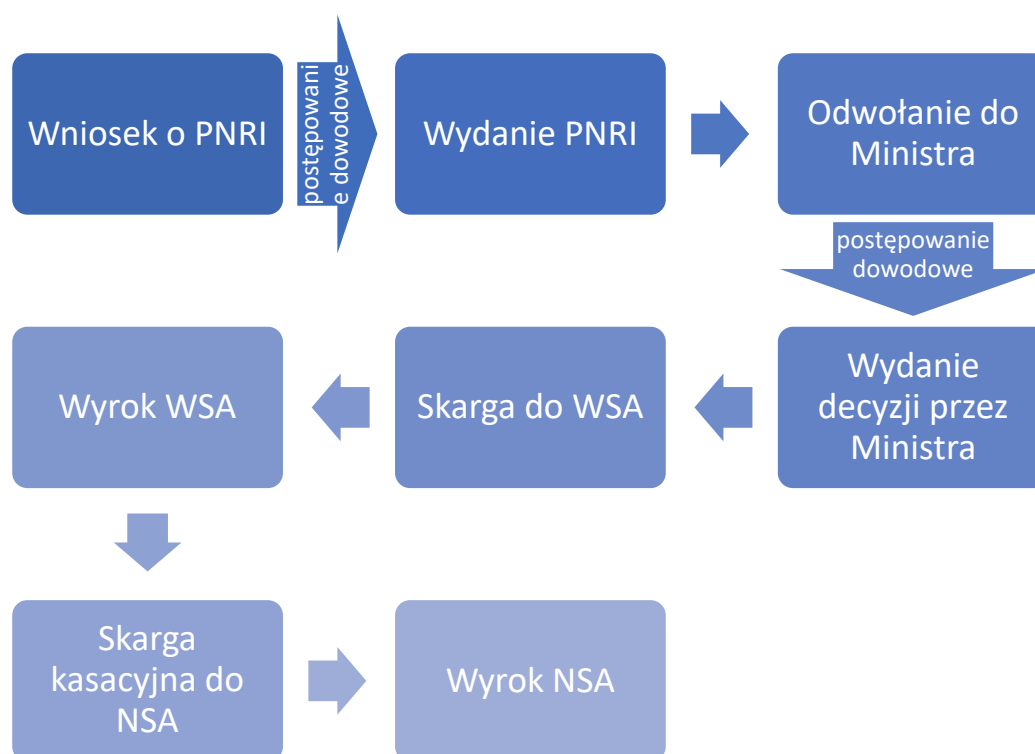 Wniosek o PNRI
postępowani
e dowodowe
Wydanie PNRI
Odwołanie do
Ministra
postępowanie
dowodowe
Wydanie
decyzji przez
Ministra
Skarga do WSA
Wyrok WSA
Skarga
kasacyjna do
NSA
Wyrok NSA